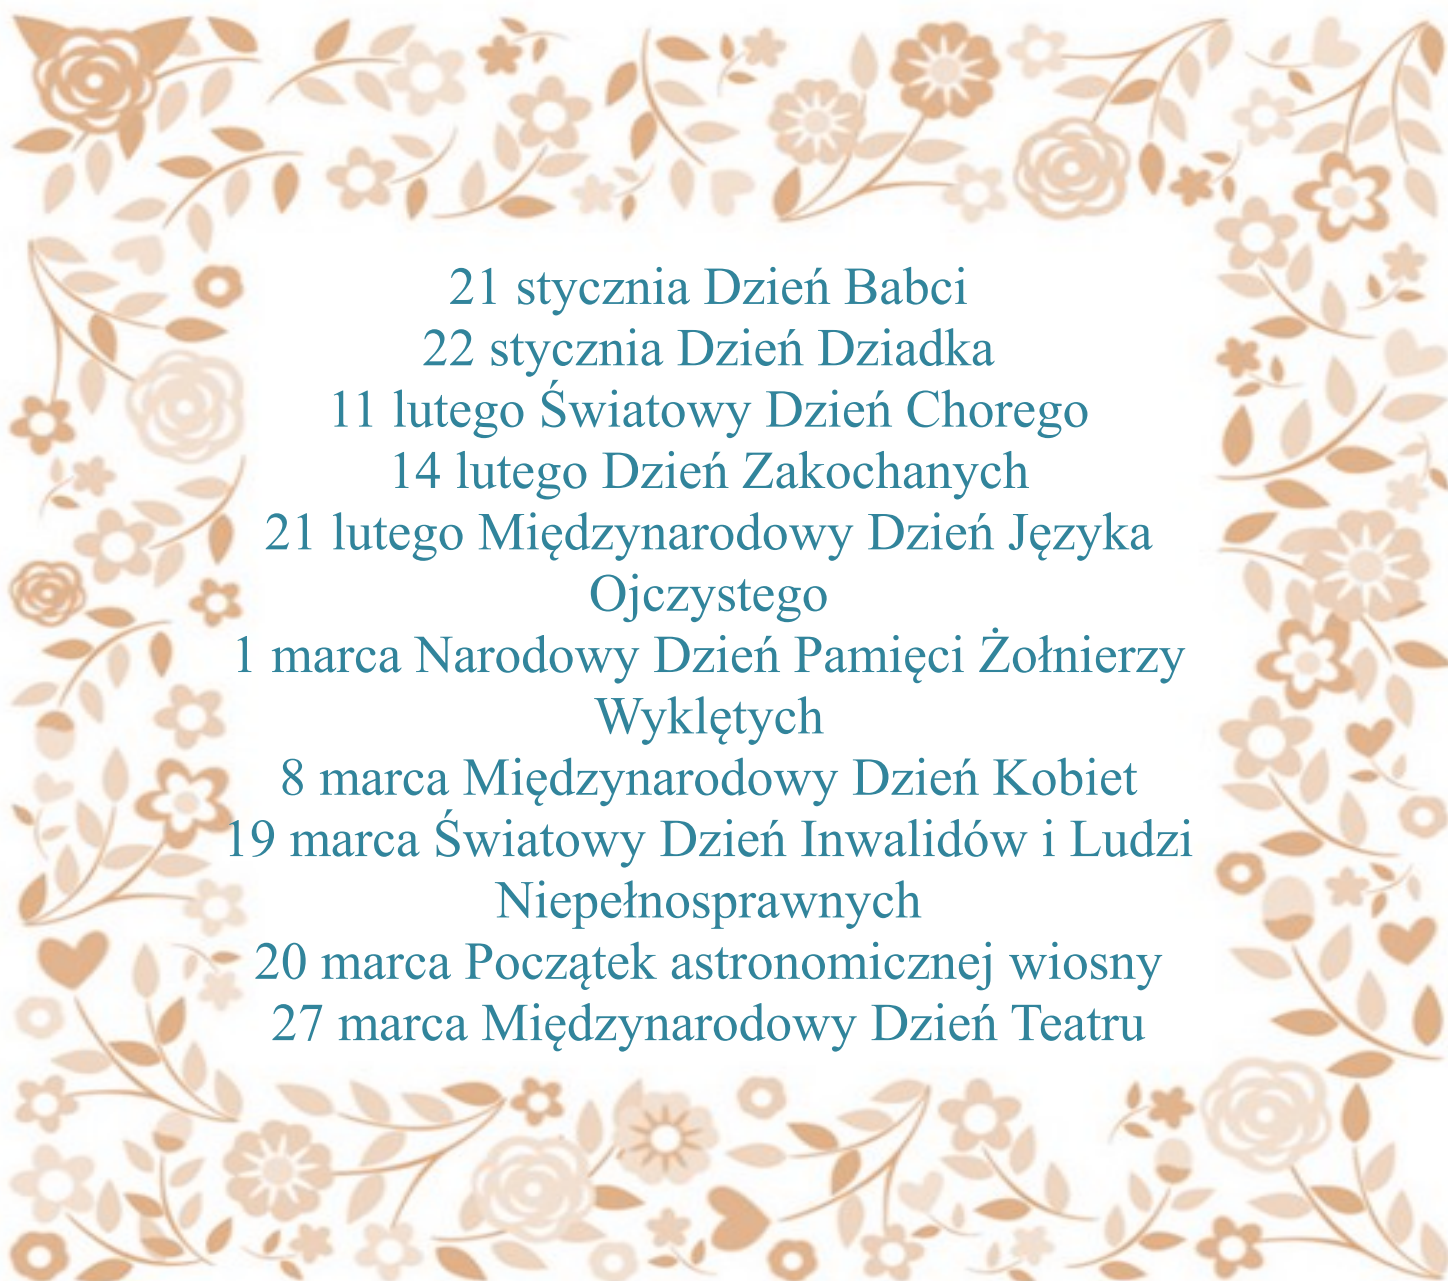 21 stycznia Dzień Babci
22 stycznia Dzień Dziadka
11 lutego Światowy Dzień Chorego
14 lutego Dzień Zakochanych
21 lutego Międzynarodowy Dzień Języka
Ojczystego
1 marca Narodowy Dzień Pamięci Żołnierzy
Wyklętych
8 marca Międzynarodowy Dzień Kobiet
19 marca Światowy Dzień Inwalidów i Ludzi
Niepełnosprawnych
20 marca Początek astronomicznej wiosny
27 marca Międzynarodowy Dzień Teatru